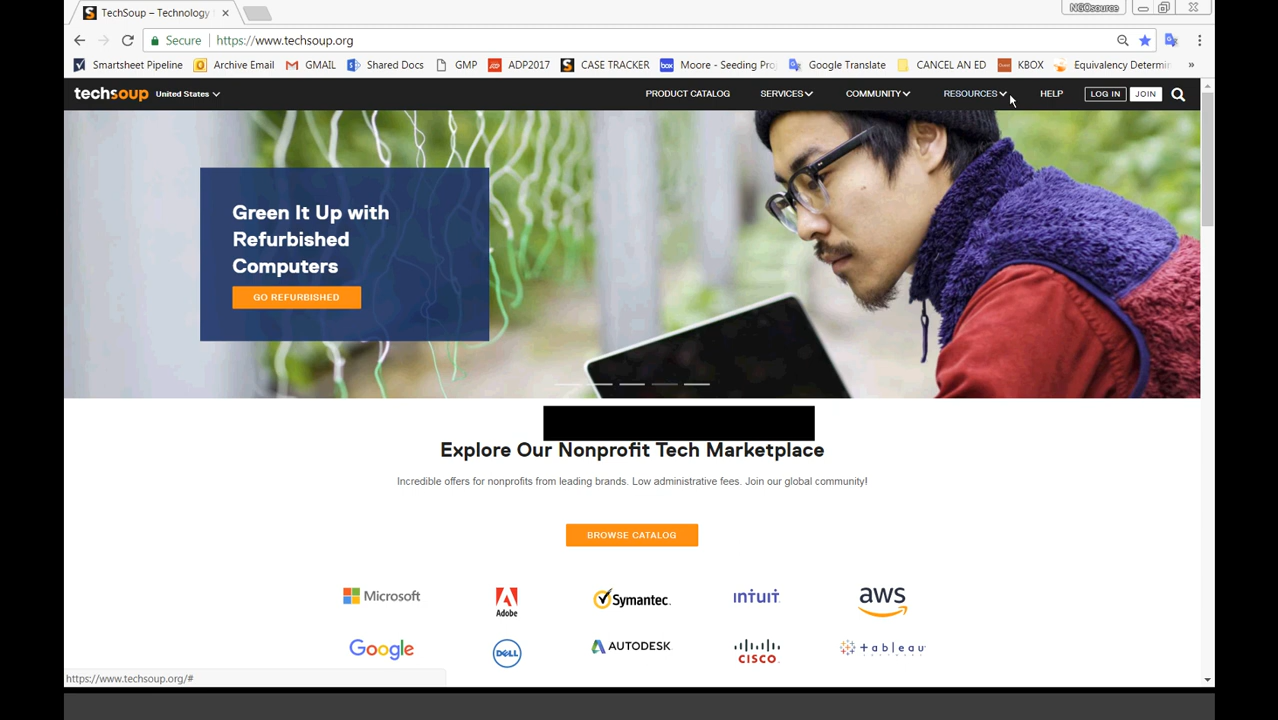 TechSoup – Technology
NGOsource
Secure
https://www.techsoup.org
Smartsheet Pipeline
Archive Email
GMAIL
Shared Docs
GMP
ADP2017
CASE TRACKER
Moore - Seeding Proj
Google Translate
CANCEL AN ED
KBOX
Equivalency Determin
»
techsoup
United States
PRODUCT CATALOG
SERVICES
COMMUNITY
RESOURCES
HELP
LOG IN
JOIN
Green It Up with
Refurbished
Computers
GO REFURBISHED
Explore Our Nonprofit Tech Marketplace
Incredible offers for nonprofits from leading brands. Low administrative fees. Join our global community!
BROWSE CATALOG
Microsoft
Adobe
Symantec.
intuit
aws
Google
DELL
AUTODESK
CISCO
tableau
https://www.techsoup.org/#